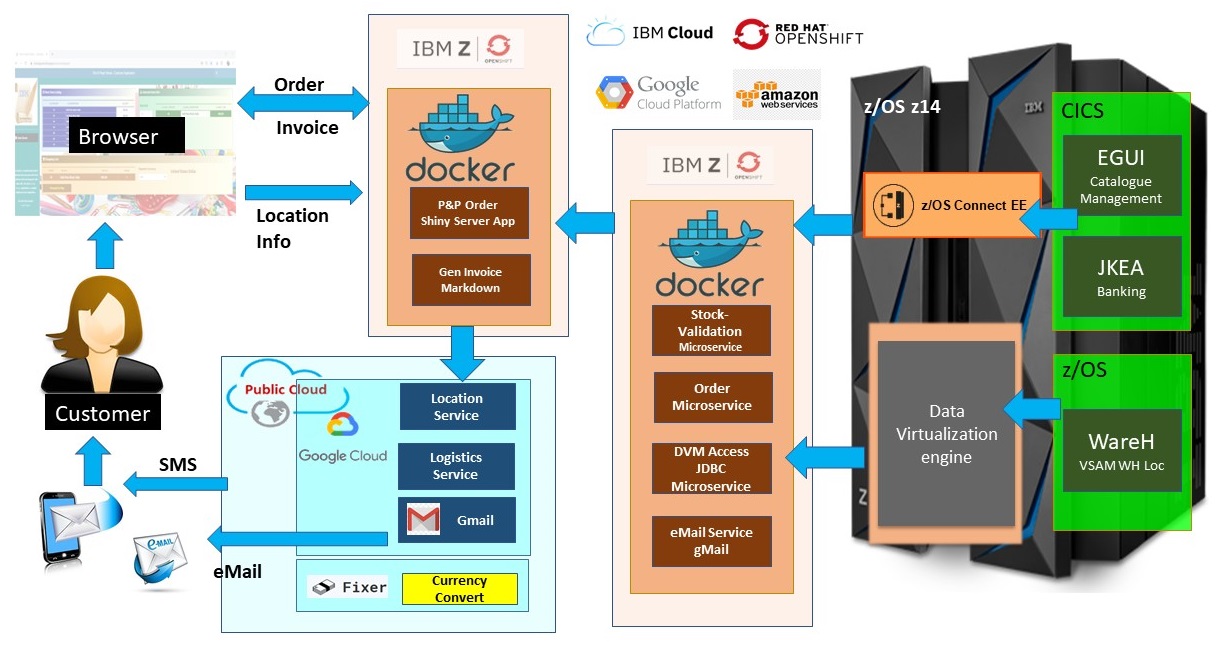 IBM Cloud
RED HAT
OPENSHIFT
Google
Cloud Platform
amazon
web services
IBM Z
OPENSHIFT
docker
P&P Order
Shiny Server App
Gen Invoice
Markdown
Browser
Order
Invoice
Location
Info
Customer
SMS
eMail
E-MAIL
Public Cloud
Google Cloud
Location
Service
Logistics
Service
Gmail
Fixer
Currency
Convert
IBM Z
OPENSHIFT
docker
Stock-
Validation
Microservice
Order
Microservice
DVM Access
JDBC
Microservice
eMail Service
gMail
z/OS z14
IBM
z/OS Connect EE
Data
Virtualization
engine
Z
CICS
EGUI
Catalogue
Management
JKEA
Banking
z/OS
WareH
VSAM WH Loc